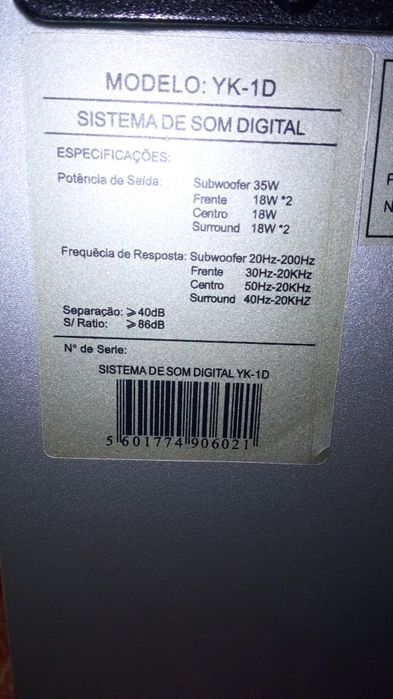 MODELO: YK-1D
SISTEMA DE SOM DIGITAL
ESPECIFICAÇÕES:
Potência de Saída: Subwoofer 35W
Frente 18W *2
Centro 18W
Surround 18W *2
Frequêcia de Resposta: Subwoofer 20Hz-200Hz
Frente 30Hz-20KHz
Centro 50Hz-20KHz
Surround 40Hz-20KHZ
Separação: ⩾40dB
S/ Ratio: ⩾86dB
Nº de Serie:
SISTEMA DE SOM DIGITAL YK-1D
5 601774 906021